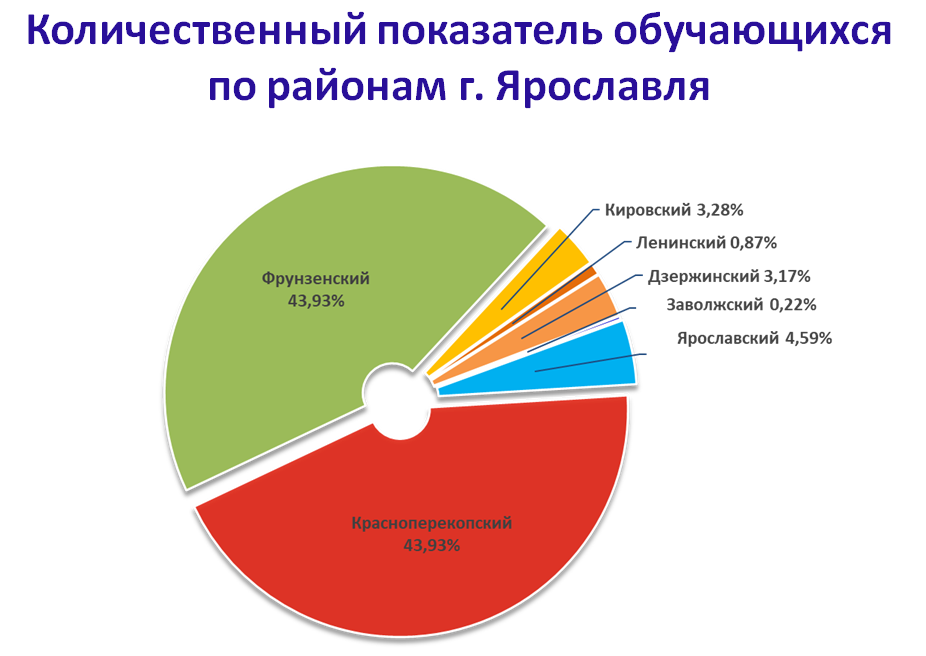 Количественный показатель обучающихся
по районам г. Ярославля
Кировский 3,28%
Ленинский 0,87%
Дзержинский 3,17%
Заволжский 0,22%
Ярославский 4,59%
Фрунзенский
43,93%
Красноперекопский
43,93%